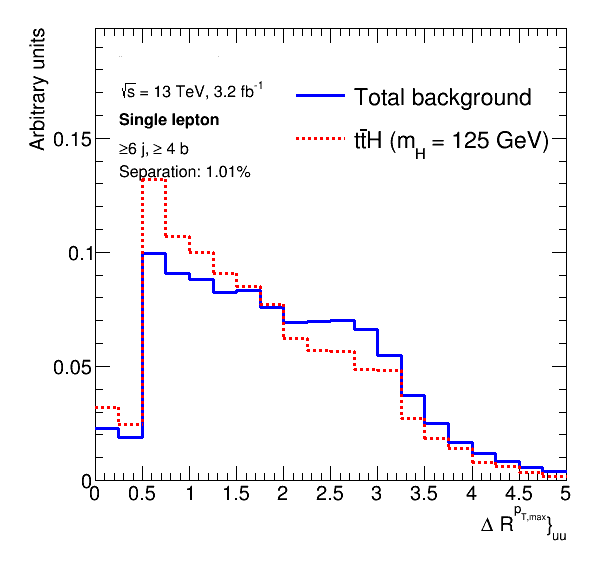 Arbitrary units
√s = 13 TeV, 3.2 fb⁻¹
Single lepton
≥6 j, ≥ 4 b
Separation: 1.01%
Total background
tt̄H (m_H = 125 GeV)
0.15
0.1
0.05
0
0 0.5 1 1.5 2 2.5 3 3.5 4 4.5 5
Δ R^{p_{T,max}}}_{uu}